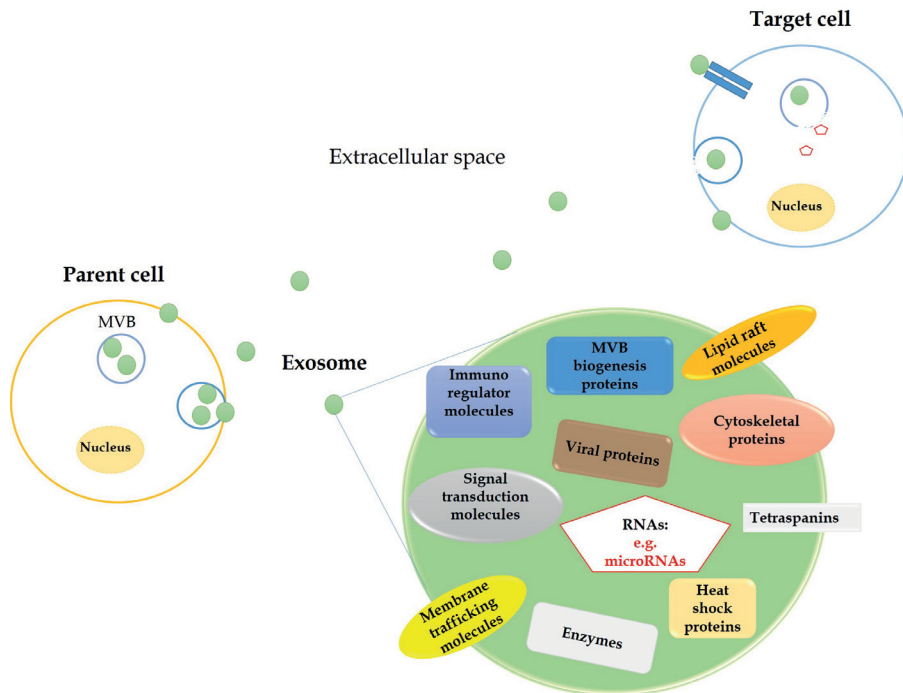 Target cell
Extracellular space
Nucleus
Parent cell
MVB
Nucleus
Exosome
Immuno
regulator
molecules
MVB
biogenesis
proteins
Lipid raft
molecules
Cytoskeletal
proteins
Viral proteins
Signal
transduction
molecules
RNAs:
e.g.
microRNAs
Tetraspanins
Membrane
trafficking
molecules
Enzymes
Heat
shock
proteins